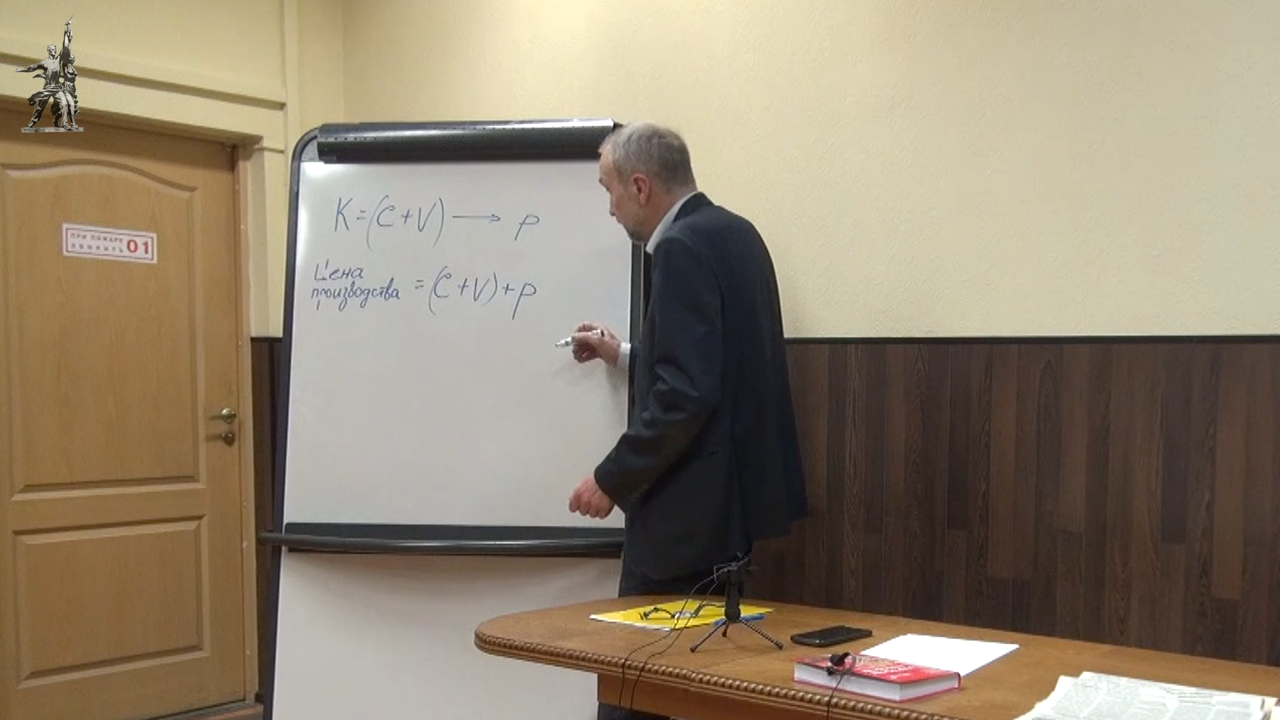 K=(C+V) → p
Цена
производства = (C+V)+p
ПРИ ПОЖАРЕ
ЗВОНИТЬ 01